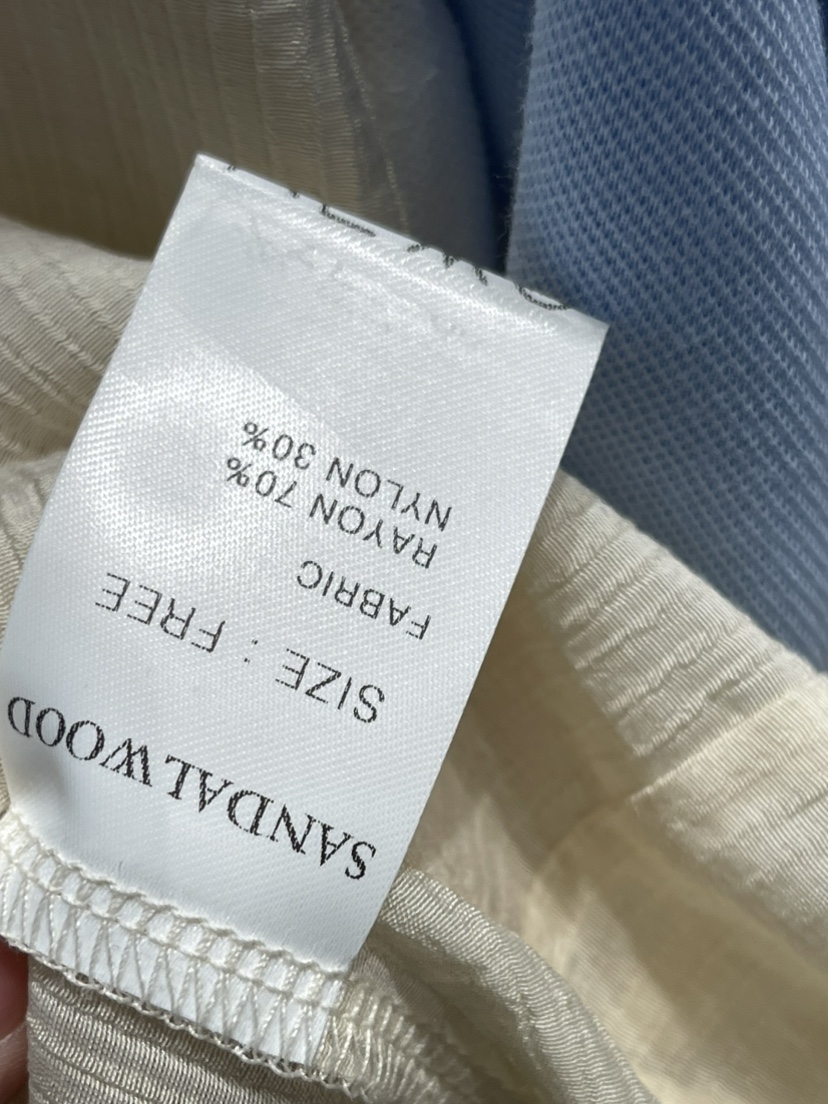 SANDALWOOD
SIZE : FREE
FABRIC
RAYON 70%
NYLON 30%